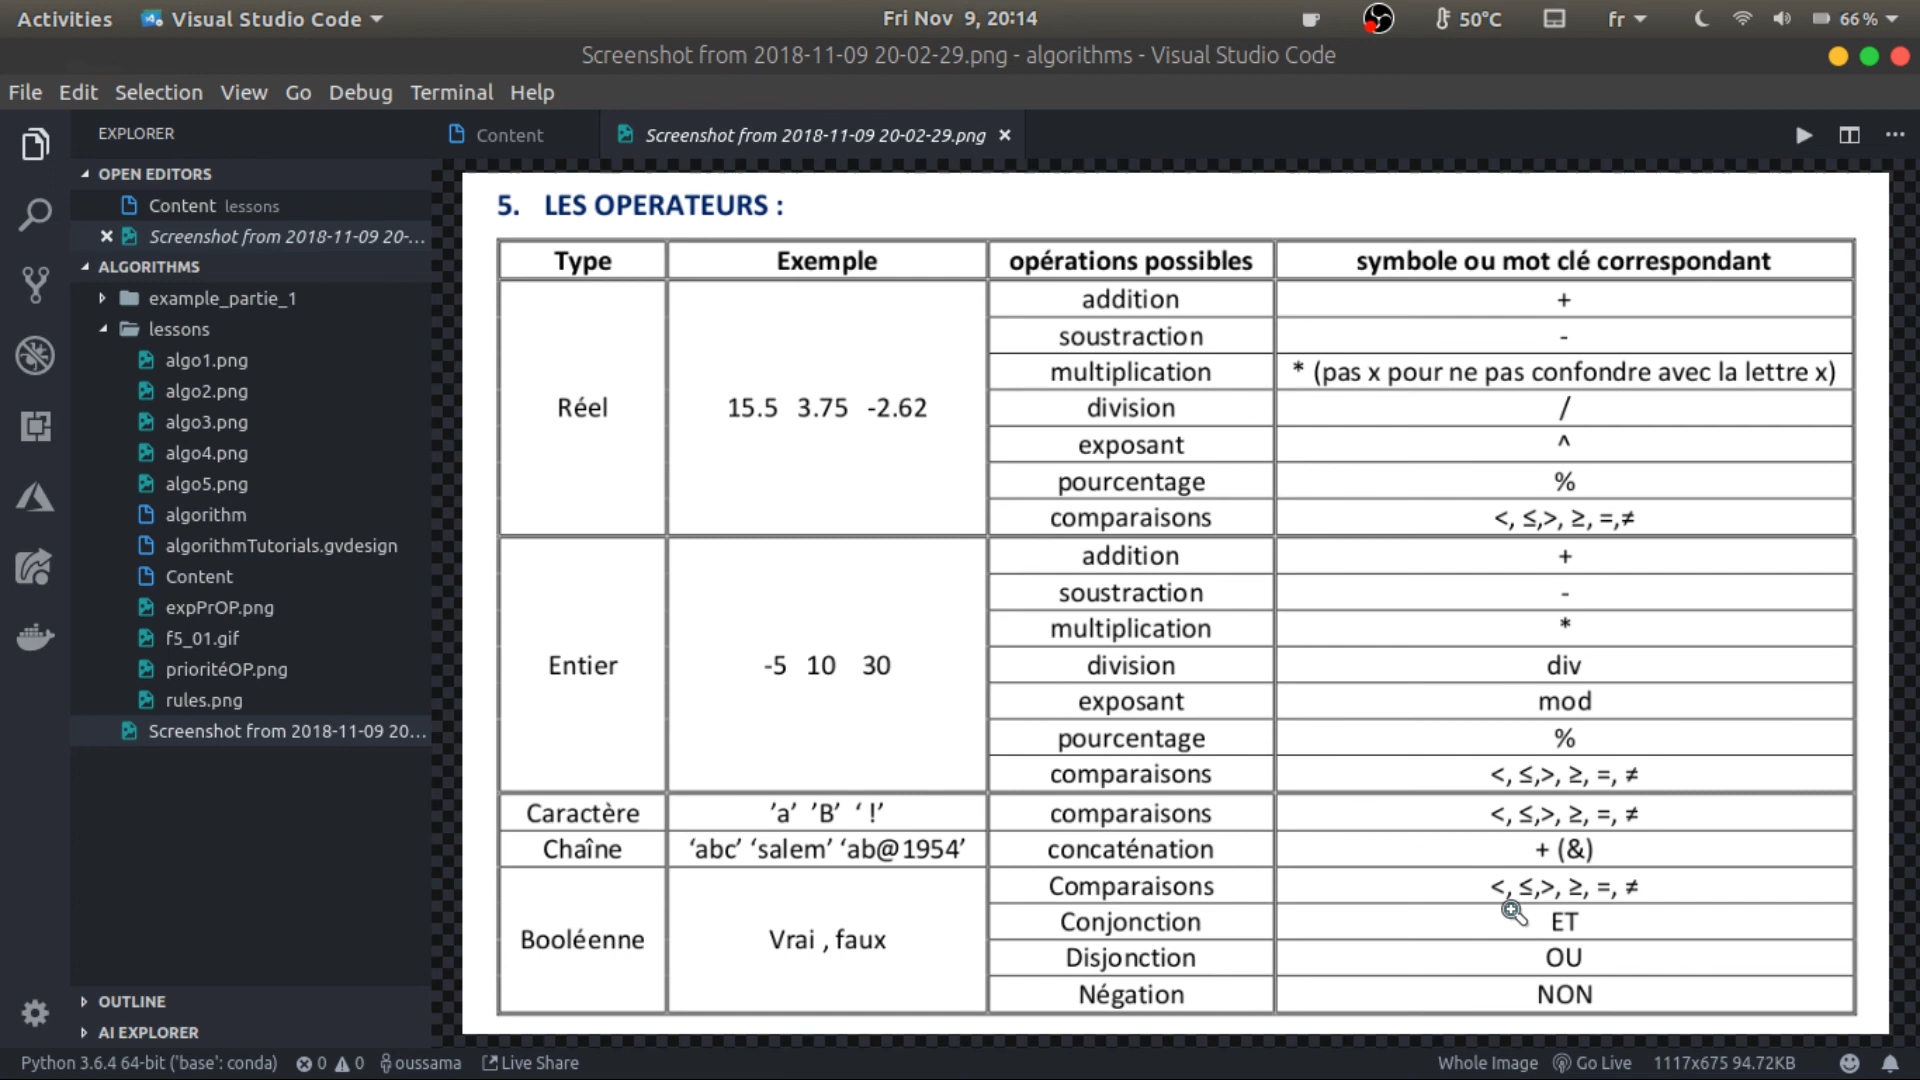 Activities Visual Studio Code Fri Nov 9, 20:14 50°C fr 66 %
Screenshot from 2018-11-09 20-02-29.png - algorithms - Visual Studio Code
File Edit Selection View Go Debug Terminal Help
EXPLORER
Content
Screenshot from 2018-11-09 20-02-29.png
OPEN EDITORS
Content lessons
Screenshot from 2018-11-09 20-...
ALGORITHMS
example_partie_1
lessons
algo1.png
algo2.png
algo3.png
algo4.png
algo5.png
algorithm
algorithmTutorials.gvdesign
Content
expPrOP.png
f5_01.gif
prioritéOP.png
rules.png
Screenshot from 2018-11-09 20...
OUTLINE
AI EXPLORER
5. LES OPERATEURS :
Type Exemple opérations possibles symbole ou mot clé correspondant
Réel 15.5 3.75 -2.62
addition +
soustraction -
multiplication * (pas x pour ne pas confondre avec la lettre x)
division /
exposant ^
pourcentage %
comparaisons <, ≤,>, ≥, =,≠
Entier -5 10 30
addition +
soustraction -
multiplication *
division div
exposant mod
pourcentage %
comparaisons <, ≤,>, ≥, =, ≠
Caractère ’a’ ’B’ ‘ !’ comparaisons <, ≤,>, ≥, =, ≠
Chaîne ‘abc’ ‘salem’ ‘ab@1954’ concaténation + (&)
Booléenne Vrai , faux
Comparaisons <, ≤,>, ≥, =, ≠
Conjonction ET
Disjonction OU
Négation NON
Python 3.6.4 64-bit ('base': conda) 0 0 oussama Live Share Whole Image Go Live 1117x675 94.72KB